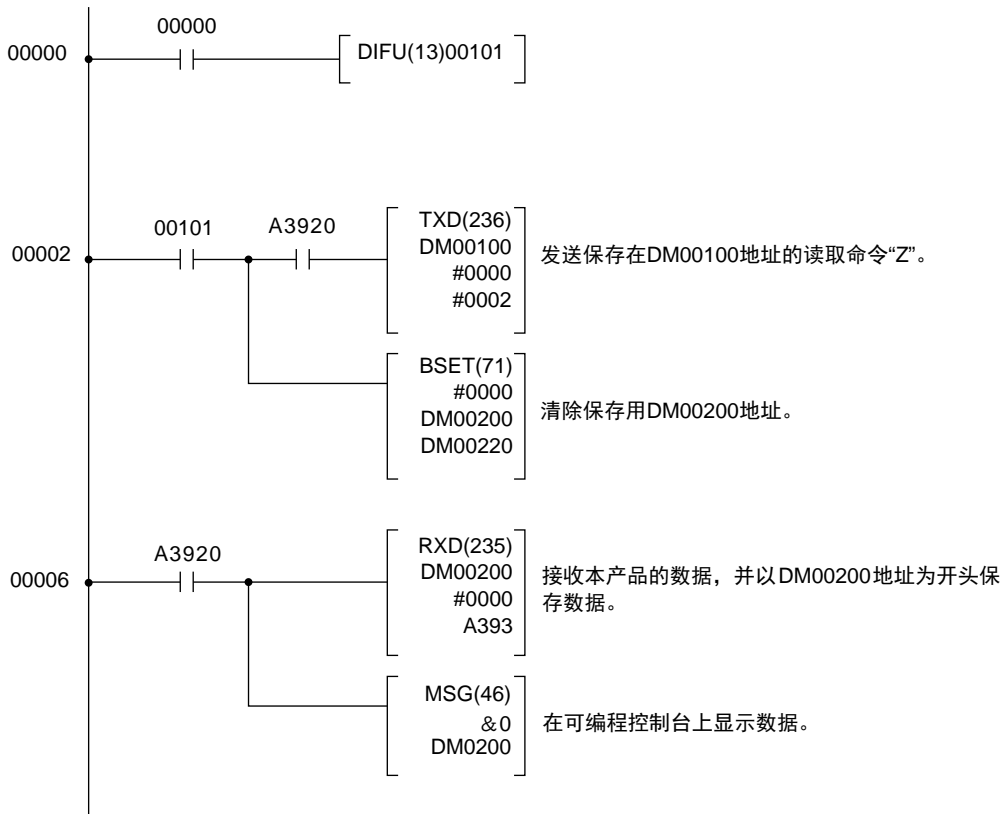 00000
00000
DIFU(13)00101
00101
A3920
00002
TXD(236)
DM00100
#0000
#0002
发送保存在DM00100地址的读取命令“Z”。
BSET(71)
#0000
DM00200
DM00220
清除保存用DM00200地址。
A3920
00006
RXD(235)
DM00200
#0000
A393
接收本产品的数据，并以DM00200地址为开头保
存数据。
MSG(46)
&0
DM0200
在可编程控制台上显示数据。